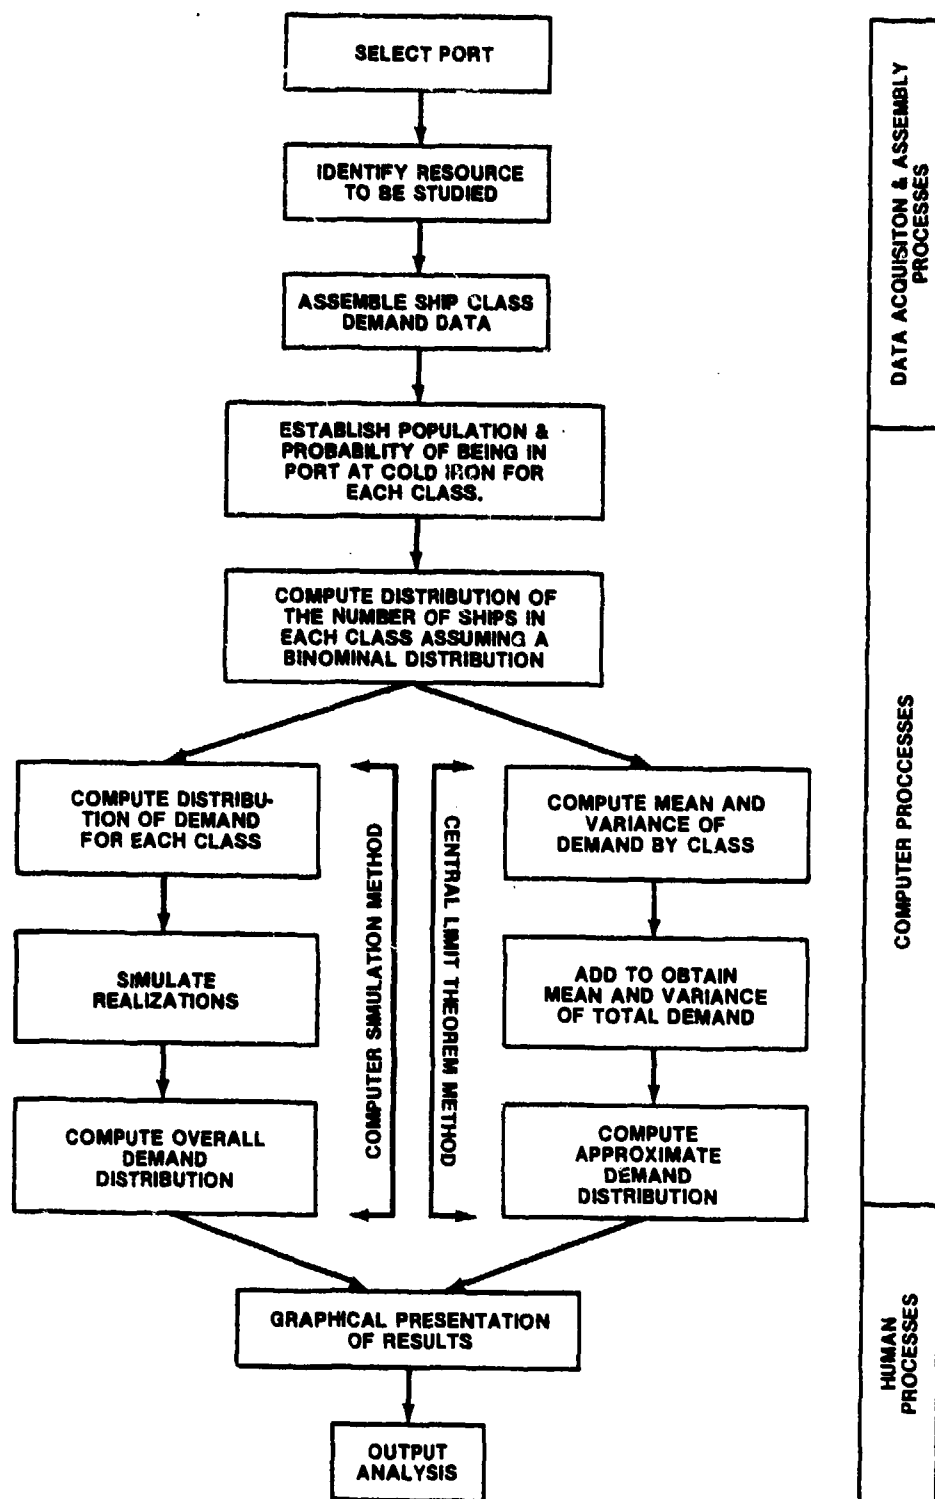 SELECT PORT
IDENTIFY RESOURCE
TO BE STUDIED
ASSEMBLE SHIP CLASS
DEMAND DATA
ESTABLISH POPULATION &
PROBABILITY OF BEING IN
PORT AT COLD IRON FOR
EACH CLASS.
COMPUTE DISTRIBUTION OF
THE NUMBER OF SHIPS IN
EACH CLASS ASSUMING A
BINOMINAL DISTRIBUTION
COMPUTE DISTRIBU-
TION OF DEMAND
FOR EACH CLASS
SIMULATE
REALIZATIONS
COMPUTE OVERALL
DEMAND
DISTRIBUTION
COMPUTER SIMULATION METHOD
CENTRAL LIMIT THEOREM METHOD
COMPUTE MEAN AND
VARIANCE OF
DEMAND BY CLASS
ADD TO OBTAIN
MEAN AND VARIANCE
OF TOTAL DEMAND
COMPUTE
APPROXIMATE
DEMAND
DISTRIBUTION
GRAPHICAL PRESENTATION
OF RESULTS
OUTPUT
ANALYSIS
DATA ACQUISITON & ASSEMBLY
PROCESSES
COMPUTER PROCCESSES
HUMAN
PROCESSES